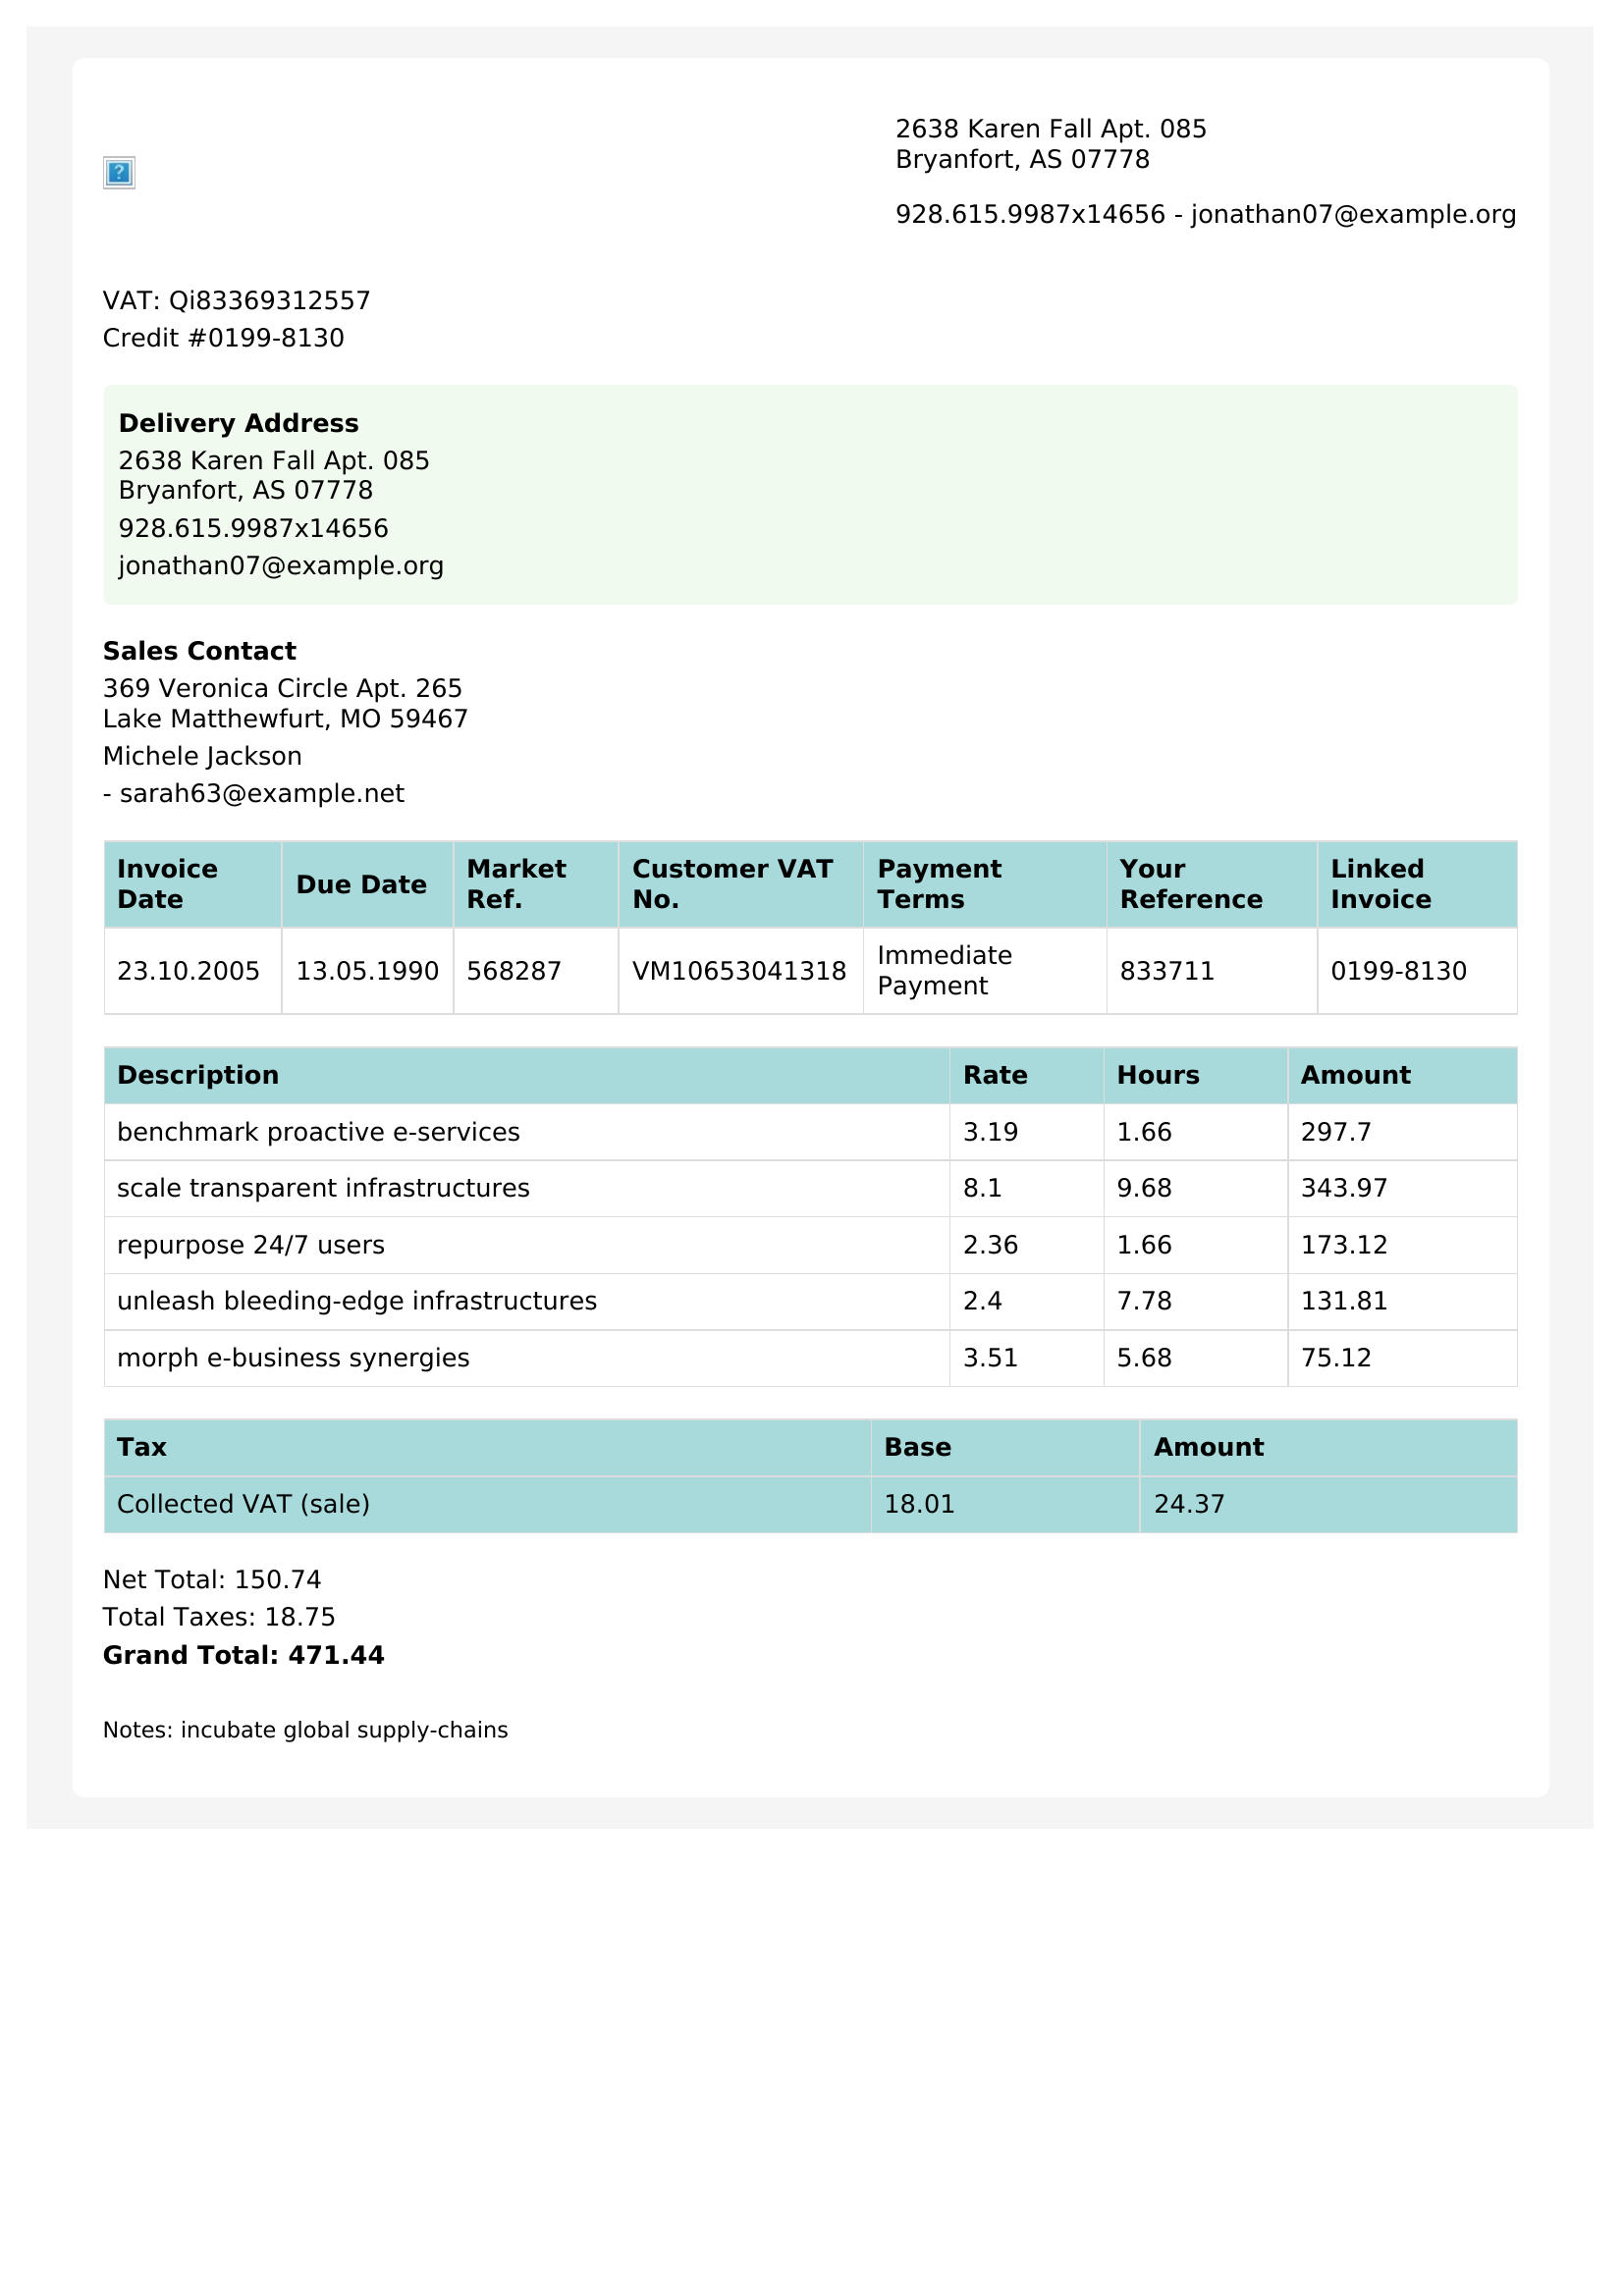 2638 Karen Fall Apt. 085
Bryanfort, AS 07778
928.615.9987x14656 - jonathan07@example.org
VAT: Qi83369312557
Credit #0199-8130
Delivery Address
2638 Karen Fall Apt. 085
Bryanfort, AS 07778
928.615.9987x14656
jonathan07@example.org
Sales Contact
369 Veronica Circle Apt. 265
Lake Matthewfurt, MO 59467
Michele Jackson
- sarah63@example.net
Invoice Date Due Date Market Ref. Customer VAT No. Payment Terms Your Reference Linked Invoice
23.10.2005 13.05.1990 568287 VM10653041318 Immediate Payment 833711 0199-8130
Description Rate Hours Amount
benchmark proactive e-services 3.19 1.66 297.7
scale transparent infrastructures 8.1 9.68 343.97
repurpose 24/7 users 2.36 1.66 173.12
unleash bleeding-edge infrastructures 2.4 7.78 131.81
morph e-business synergies 3.51 5.68 75.12
Tax Base Amount
Collected VAT (sale) 18.01 24.37
Net Total: 150.74
Total Taxes: 18.75
Grand Total: 471.44
Notes: incubate global supply-chains